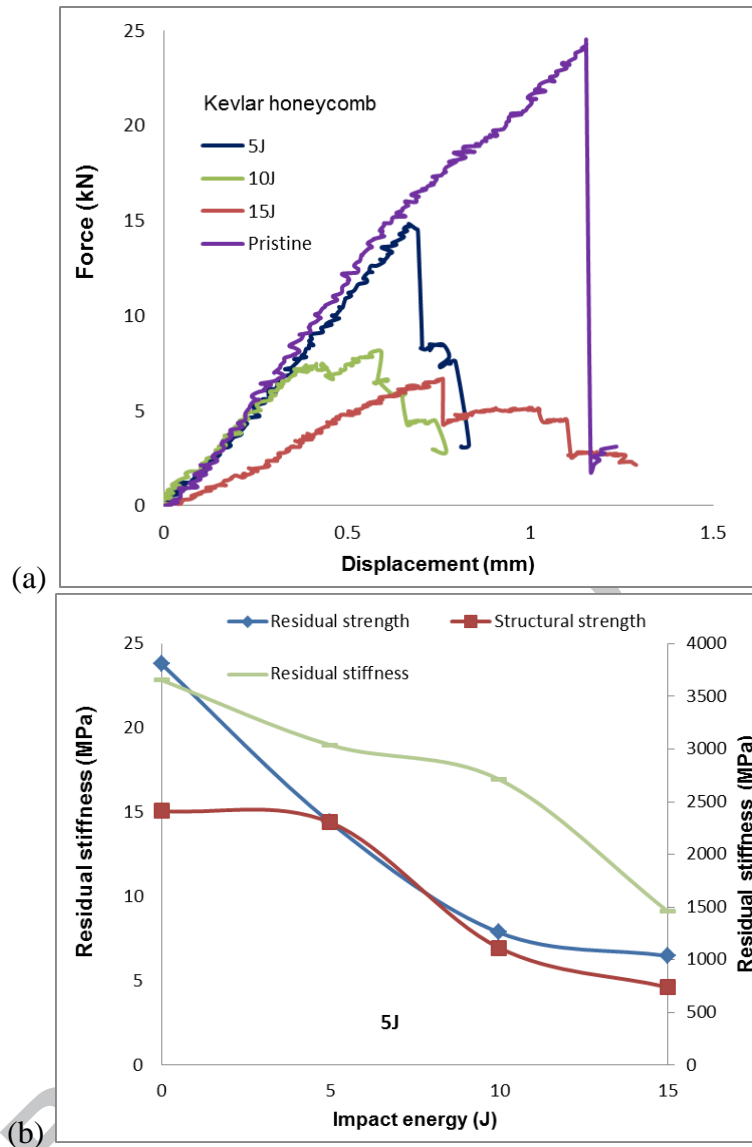 25
Kevlar honeycomb
20
5J
10J
15J
15
Pristine
Force (kN)
10
5
0
0 0.5 1 1.5
Displacement (mm)
(a)
Residual strength Structural strength
Residual stiffness
25 4000
3500
20
3000
15 2500
2000
10
1500
1000
5
500
0 0
Residual stiffness (MPa)
Residual stiffness (MPa)
5J
0 5 10 15
Impact energy (J)
(b)